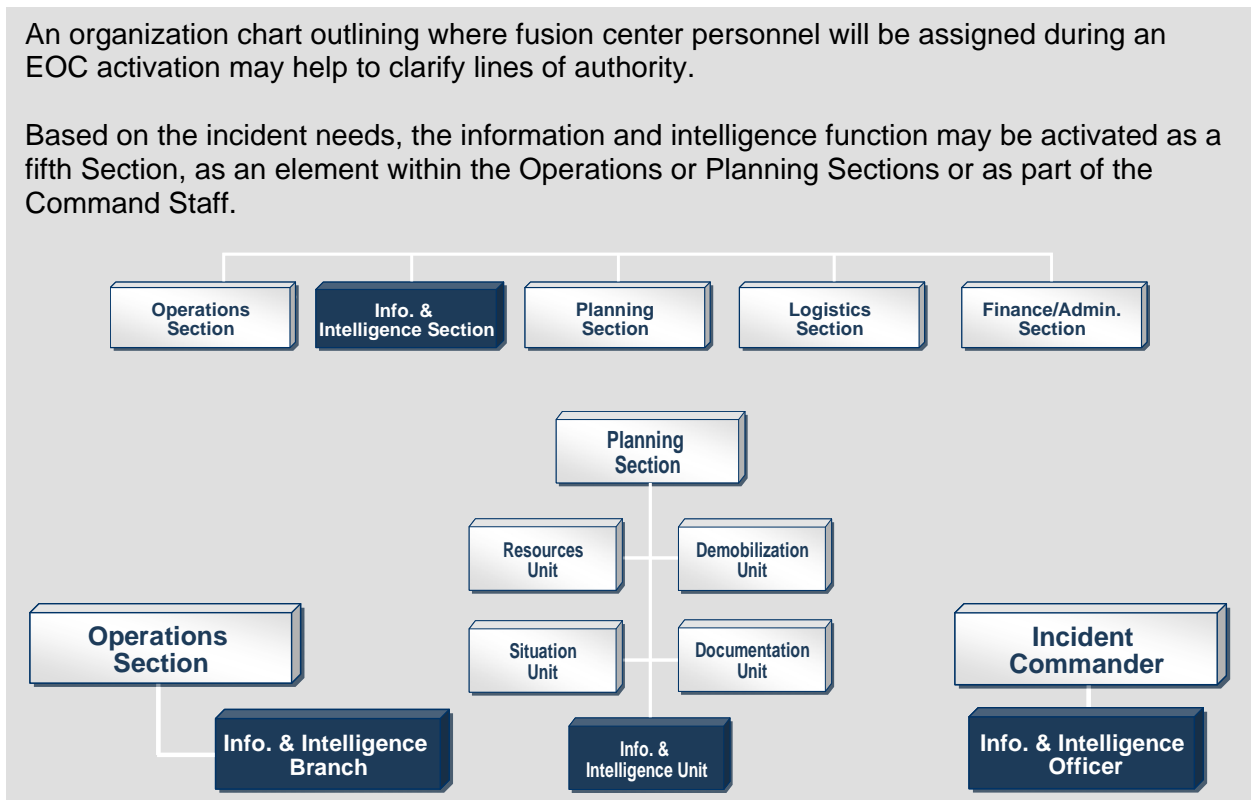 An organization chart outlining where fusion center personnel will be assigned during an
EOC activation may help to clarify lines of authority.
Based on the incident needs, the information and intelligence function may be activated as a
fifth Section, as an element within the Operations or Planning Sections or as part of the
Command Staff.
Operations
Section
Info. &
Intelligence Section
Planning
Section
Logistics
Section
Finance/Admin.
Section
Planning
Section
Resources
Unit
Demobilization
Unit
Situation
Unit
Documentation
Unit
Info. &
Intelligence Unit
Operations
Section
Info. & Intelligence
Branch
Incident
Commander
Info. & Intelligence
Officer